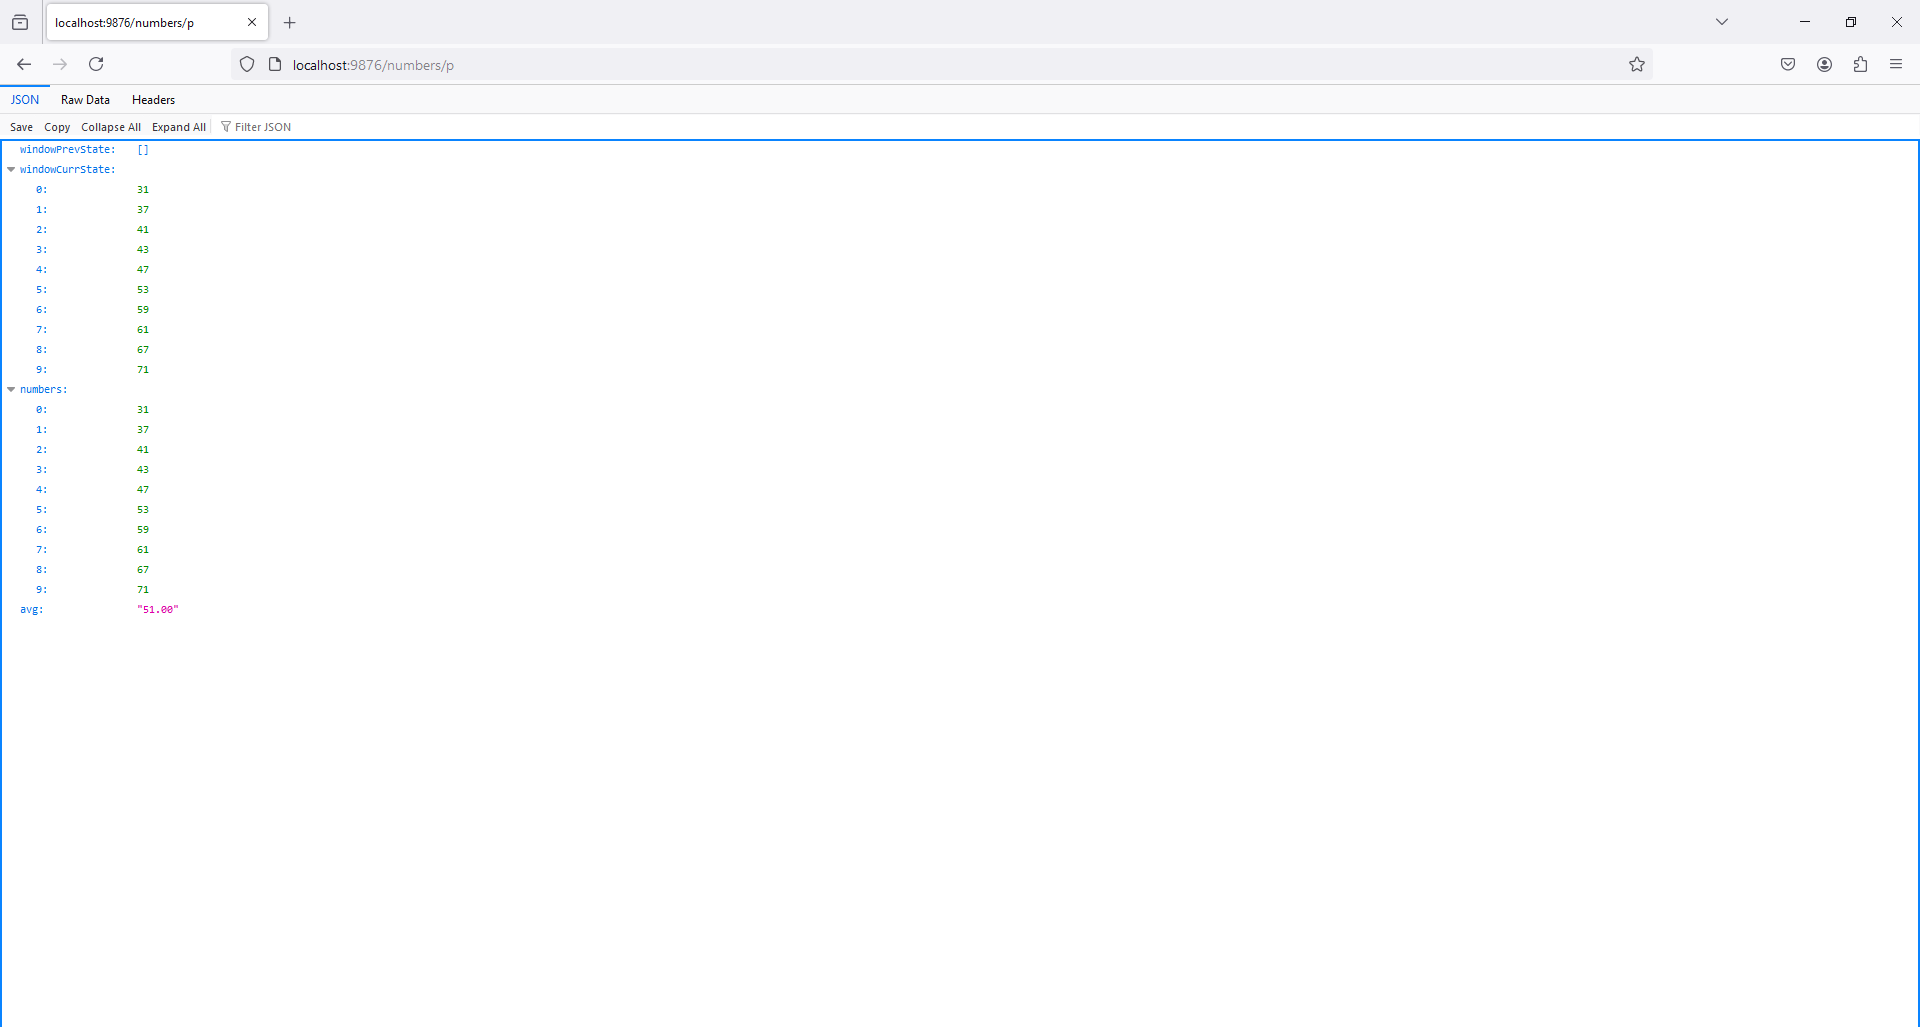 localhost:9876/numbers/p
localhost:9876/numbers/p
JSON Raw Data Headers
Save Copy Collapse All Expand All Filter JSON
windowPrevState: []
windowCurrState:
0: 31
1: 37
2: 41
3: 43
4: 47
5: 53
6: 59
7: 61
8: 67
9: 71
numbers:
0: 31
1: 37
2: 41
3: 43
4: 47
5: 53
6: 59
7: 61
8: 67
9: 71
avg: "51.00"